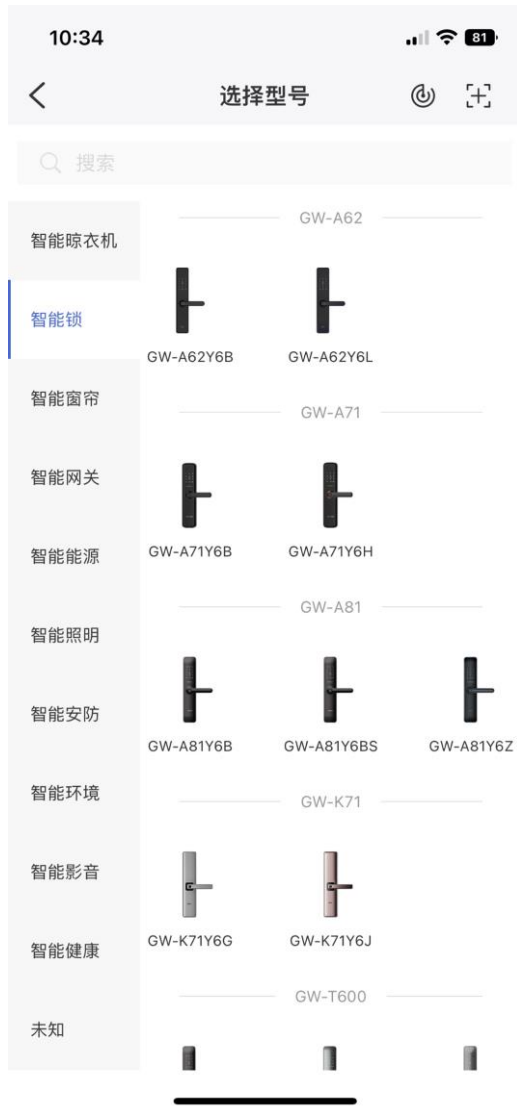 10:34
81
选择型号
搜索
智能晾衣机
智能锁
智能窗帘
智能网关
智能能源
智能照明
智能安防
智能环境
智能影音
智能健康
未知
GW-A62
GW-A62Y6B GW-A62Y6L
GW-A71
GW-A71Y6B GW-A71Y6H
GW-A81
GW-A81Y6B GW-A81Y6BS GW-A81Y6Z
GW-K71
GW-K71Y6G GW-K71Y6J
GW-T600